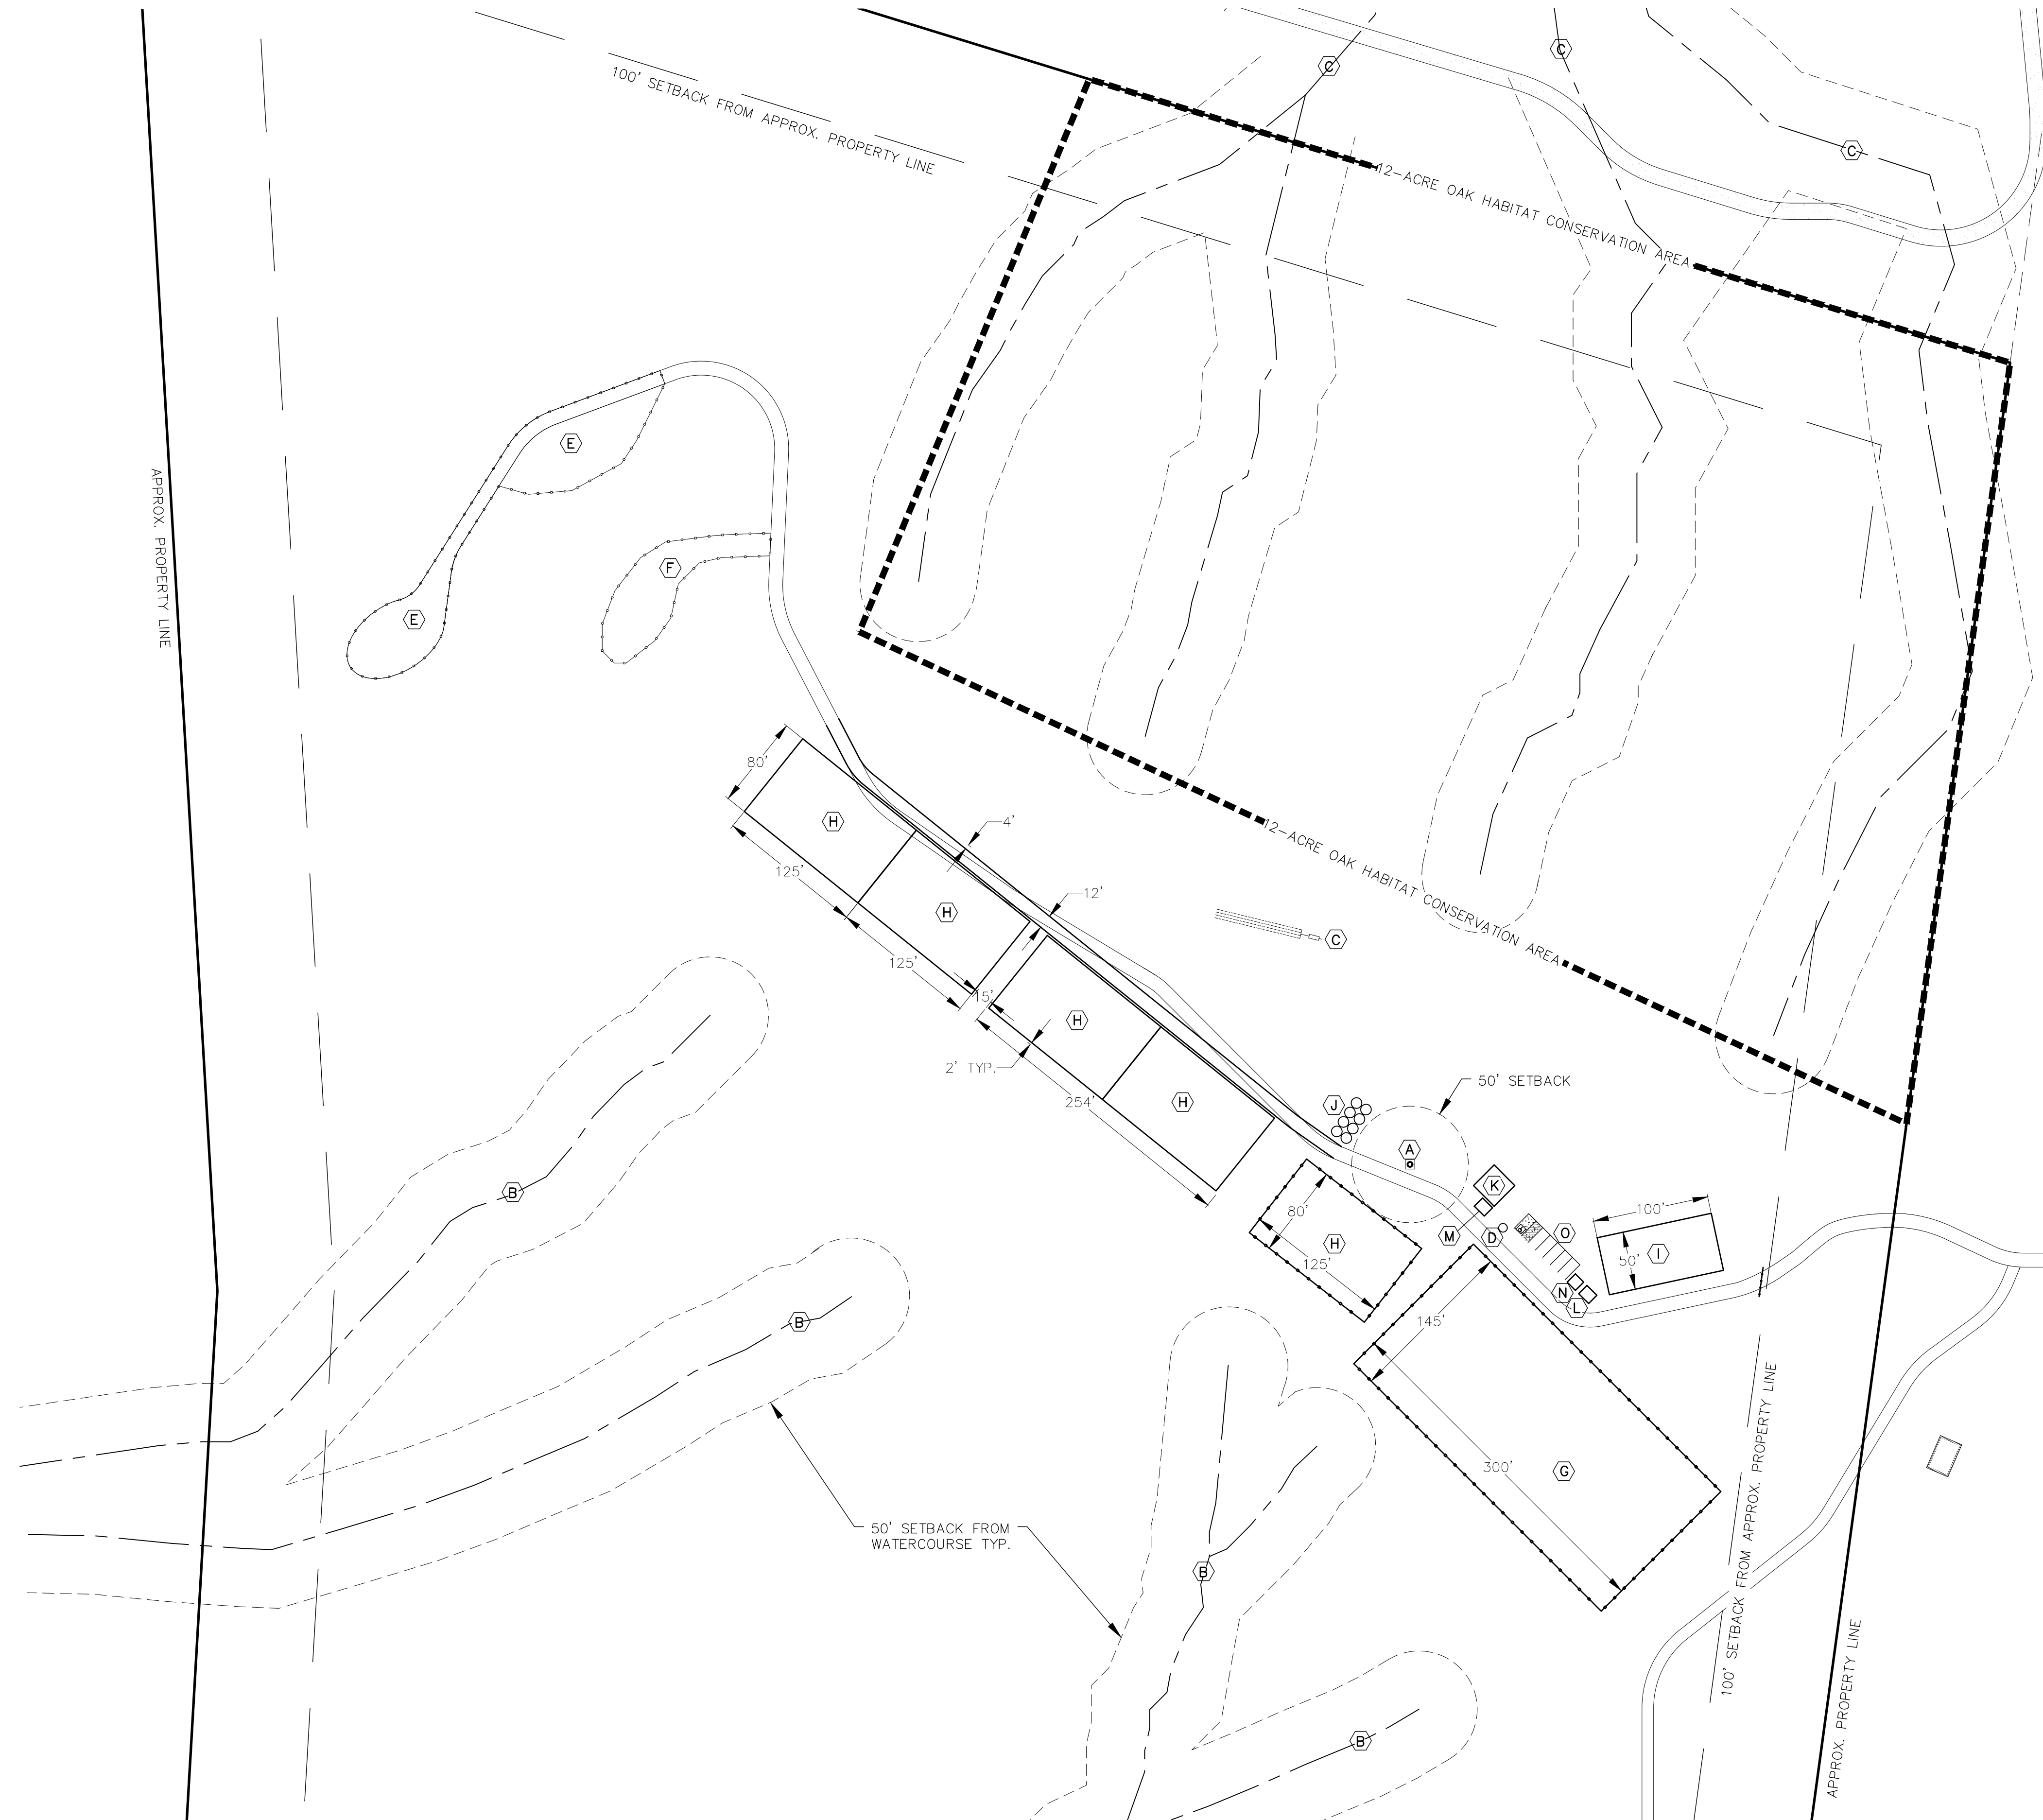 C
C
100' SETBACK FROM APPROX. PROPERTY LINE
C
12-ACRE OAK HABITAT CONSERVATION AREA
E
APPROX. PROPERTY LINE
F
E
80'
H
4'
12-ACRE OAK HABITAT CONSERVATION AREA
125'
12'
H
C
125'
15'
H
2' TYP.
50' SETBACK
H
254'
J
A
K
B
80'
100'
M
D
O
H
I
50'
125'
N
L
B
145'
300'
G
100' SETBACK FROM APPROX. PROPERTY LINE
50' SETBACK FROM
WATERCOURSE TYP.
B
APPROX. PROPERTY LINE
B